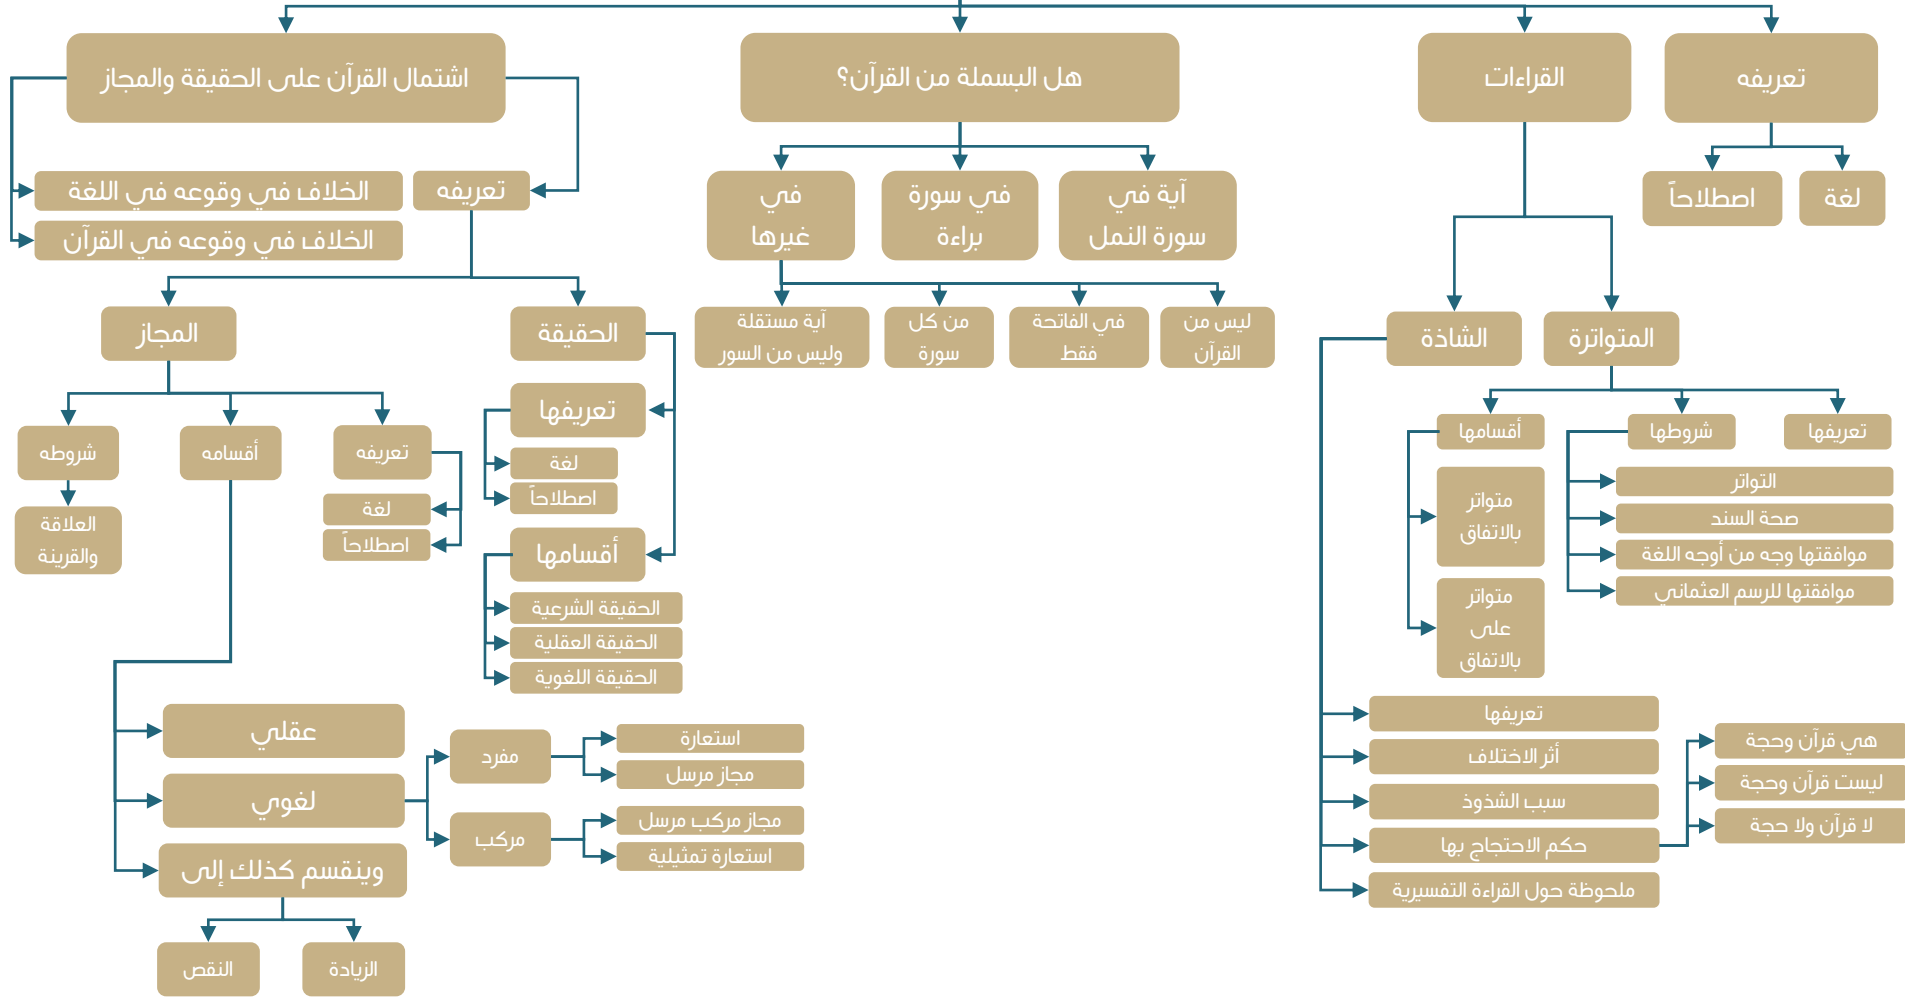 تعريفه
القراءات
هل البسملة من القرآن؟
اشتمال القرآن على الحقيقة والمجاز
لغة
اصطلاحاً
المتواترة
الشاذة
تعريفها
شروطها
أقسامها
التواتر
صحة السند
موافقتها وجه من أوجه اللغة
موافقتها للرسم العثماني
متواتر
بالاتفاق
متواتر
على
بالاتفاق
تعريفها
أثر الاختلاف
سبب الشذوذ
حكم الاحتجاج بها
ملحوظة حول القراءة التفسيرية
هي قرآن وحجة
ليست قرآن وحجة
لا قرآن ولا حجة
آية في
سورة النمل
في سورة
براءة
في
غيرها
ليس من
القرآن
في الفاتحة
فقط
من كل
سورة
آية مستقلة
وليس من السور
تعريفه
الخلاف في وقوعه في اللغة
الخلاف في وقوعه في القرآن
الحقيقة
المجاز
تعريفها
لغة
اصطلاحاً
أقسامها
الحقيقة الشرعية
الحقيقة العقلية
الحقيقة اللغوية
تعريفه
أقسامه
شروطه
لغة
اصطلاحاً
العلاقة
والقرينة
عقلي
لغوي
وينقسم كذلك إلى
مفرد
مركب
استعارة
مجاز مرسل
مجاز مركب مرسل
استعارة تمثيلية
الزيادة
النقص